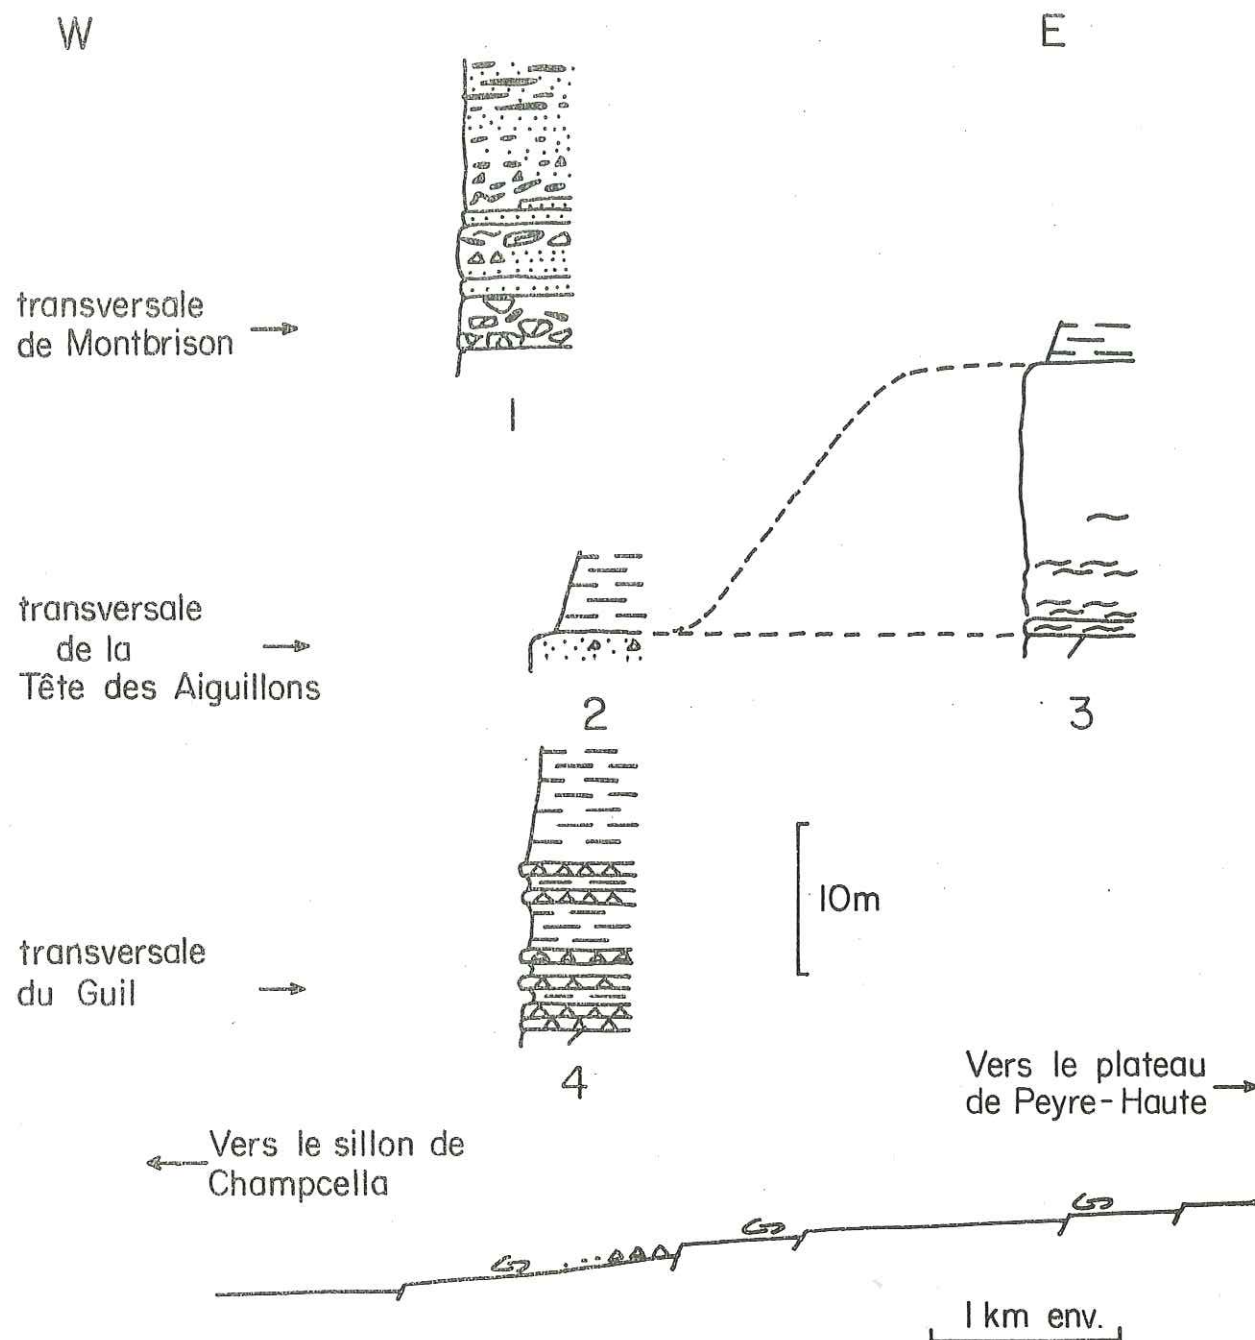 W
E
transversale
de Montbrison
1
transversale
de la
Tête des Aiguillons
2
3
10m
transversale
du Guil
4
Vers le plateau
de Peyre-Haute
Vers le sillon de
Champcella
1 km env.